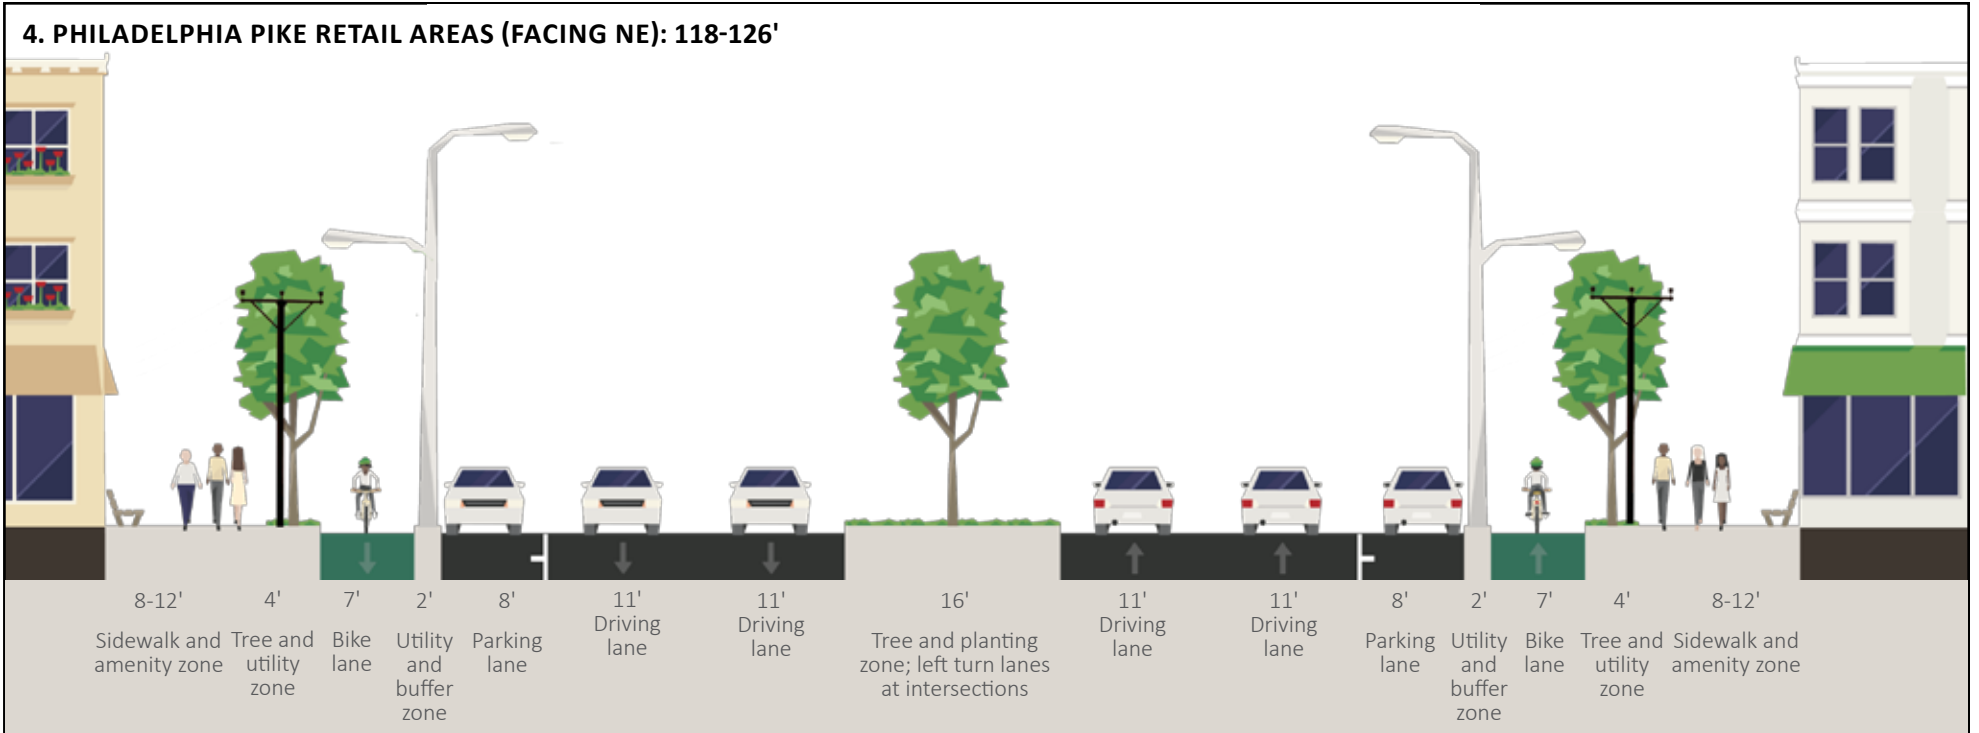 4. PHILADELPHIA PIKE RETAIL AREAS (FACING NE): 118-126'
8-12'
Sidewalk and
amenity zone
4'
Tree and
utility
zone
7'
Bike
lane
2'
Utility
and
buffer
zone
8'
Parking
lane
11'
Driving
lane
11'
Driving
lane
16'
Tree and planting
zone; left turn lanes
at intersections
11'
Driving
lane
11'
Driving
lane
8'
Parking
lane
2'
Utility
and
buffer
zone
7'
Bike
lane
4'
Tree and
utility
zone
8-12'
Sidewalk and
amenity zone